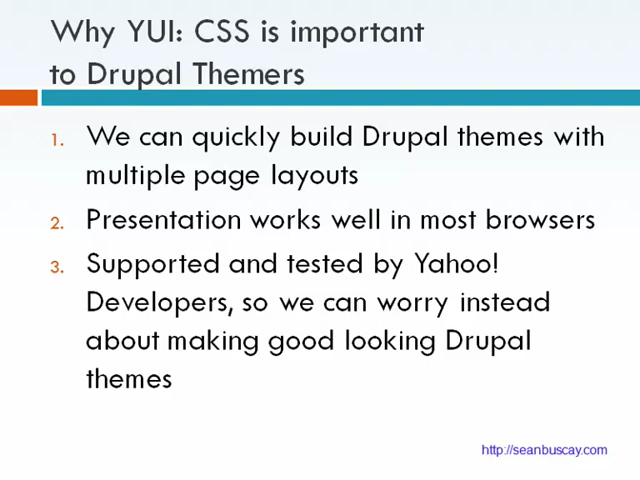 Why YUI: CSS is important
to Drupal Themers
1. We can quickly build Drupal themes with
multiple page layouts
2. Presentation works well in most browsers
3. Supported and tested by Yahoo!
Developers, so we can worry instead
about making good looking Drupal
themes
http://seanbuscay.com